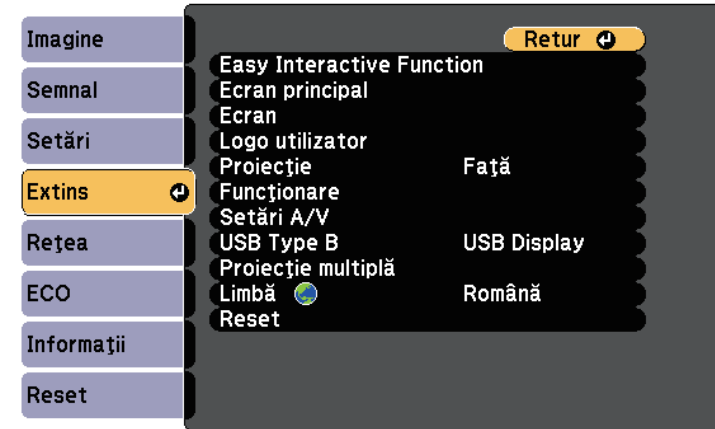 Imagine
Semnal
Setări
Extins
Reţea
ECO
Informaţii
Reset
Retur
Easy Interactive Function
Ecran principal
Ecran
Logo utilizator
Proiecţie Faţă
Funcţionare
Setări A/V
USB Type B USB Display
Proiecţie multiplă
Limbă Română
Reset